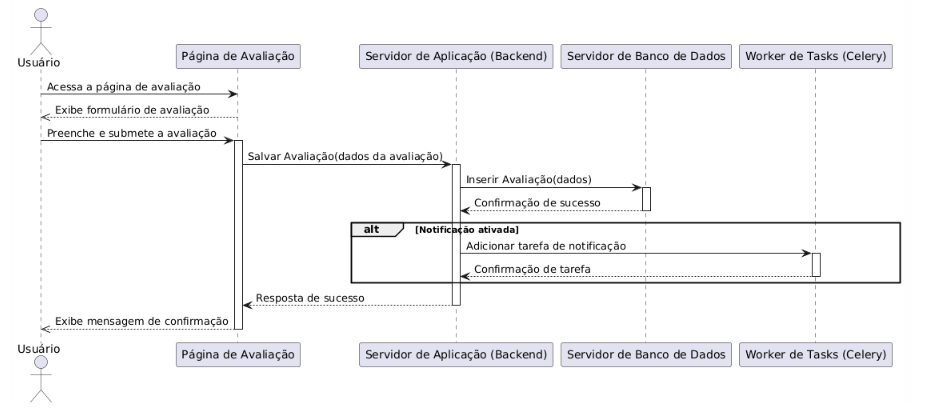 Usuário
Página de Avaliação
Servidor de Aplicação (Backend)
Servidor de Banco de Dados
Worker de Tasks (Celery)
Acessa a página de avaliação
Exibe formulário de avaliação
Preenche e submete a avaliação
Salvar Avaliação(dados da avaliação)
Inserir Avaliação(dados)
Confirmação de sucesso
alt
[Notificação ativada]
Adicionar tarefa de notificação
Confirmação de tarefa
Resposta de sucesso
Exibe mensagem de confirmação
Usuário
Página de Avaliação
Servidor de Aplicação (Backend)
Servidor de Banco de Dados
Worker de Tasks (Celery)